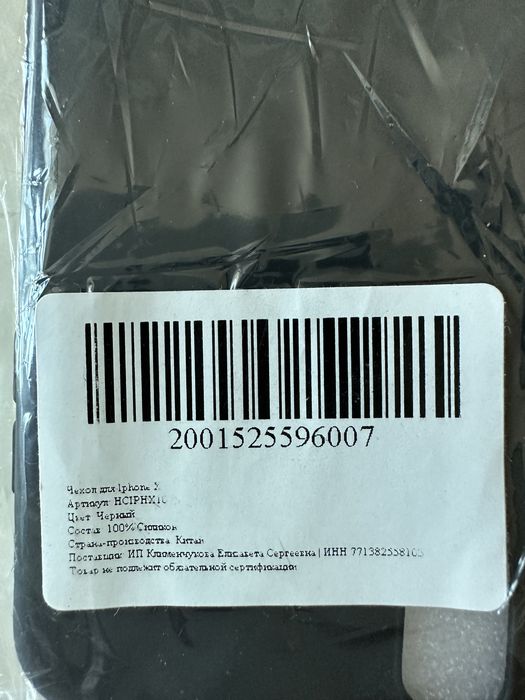 2001525596007
Чехол для Iphone X
Артикул: HCIPHX10
Цвет: Черный
Состав: 100% Силикон
Страна-производства: Китай
Поставщик: ИП Клименчукова Елизавета Сергеевна | ИНН
Товар не подлежит обязательной сертификации